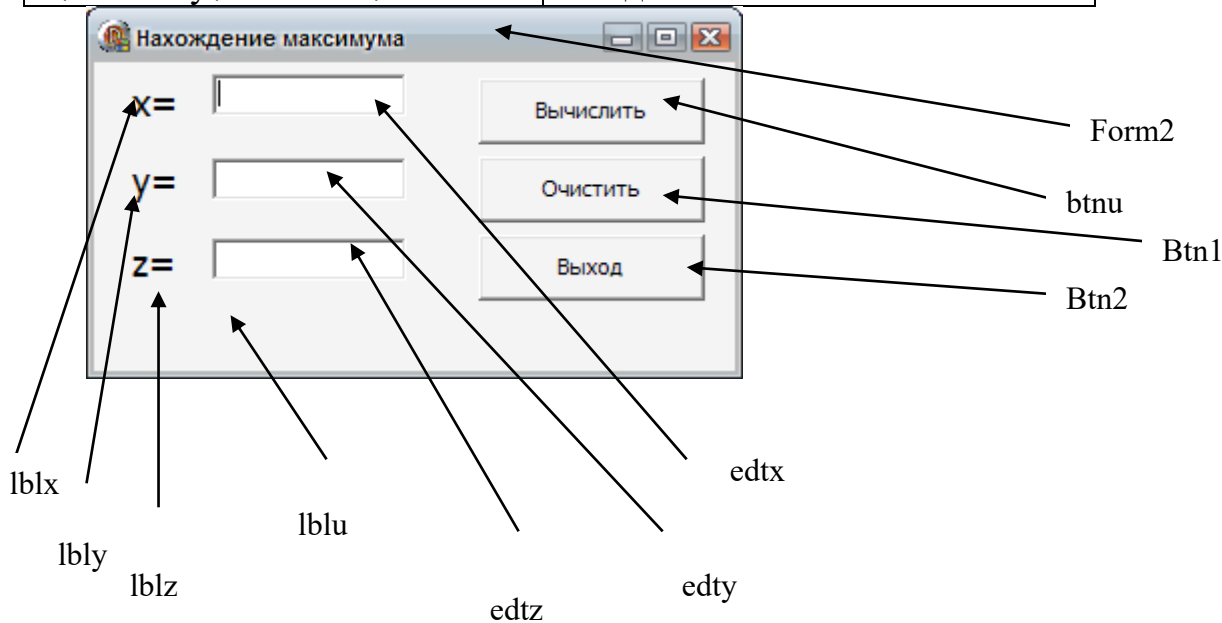 Нахождение максимума
x=
Вычислить
Form2
y=
Очистить
btnu
Btn1
z=
Выход
Btn2
edtx
lblx
lblu
lbly
lblz
edty
edtz